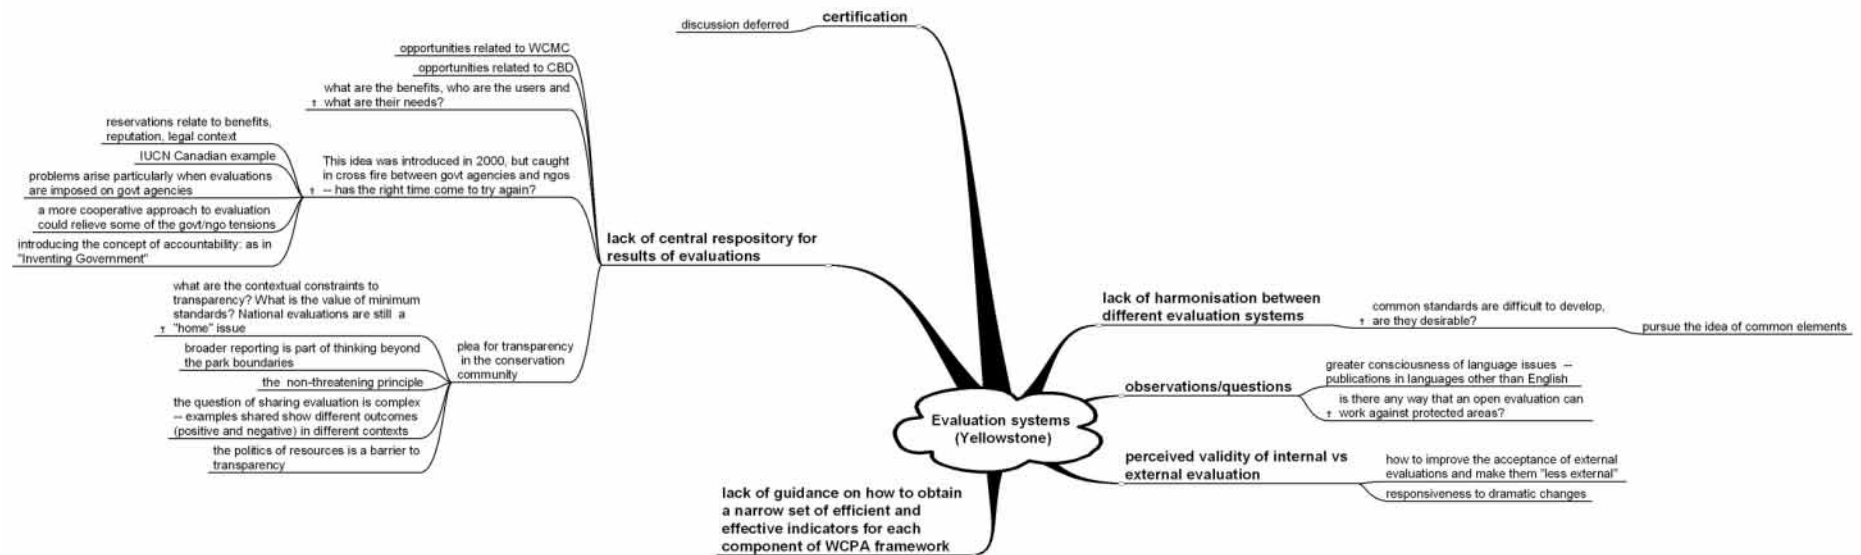 certification
discussion deferred
opportunities related to WCMC
opportunities related to CBD
what are the benefits, who are the users and
? what are their needs?
This idea was introduced in 2000, but caught
in cross fire between govt agencies and ngos
? -- has the right time come to try again?
reservations relate to benefits,
reputation, legal context
IUCN Canadian example
problems arise particularly when evaluations
are imposed on govt agencies
a more cooperative approach to evaluation
could relieve some of the govt/ngo tensions
introducing the concept of accountability: as in
"Inventing Government"
lack of central respository for
results of evaluations
plea for transparency
in the conservation
community
what are the contextual constraints to
transparency? What is the value of minimum
standards? National evaluations are still a
? "home" issue
broader reporting is part of thinking beyond
the park boundaries
the non-threatening principle
the question of sharing evaluation is complex
-- examples shared show different outcomes
(positive and negative) in different contexts
the politics of resources is a barrier to
transparency
lack of harmonisation between
different evaluation systems
common standards are difficult to develop,
? are they desirable?
pursue the idea of common elements
observations/questions
greater consciousness of language issues --
publications in languages other than English
is there any way that an open evaluation can
? work against protected areas?
Evaluation systems
(Yellowstone)
perceived validity of internal vs
external evaluation
how to improve the acceptance of external
evaluations and make them "less external"
responsiveness to dramatic changes
lack of guidance on how to obtain
a narrow set of efficient and
effective indicators for each
component of WCPA framework